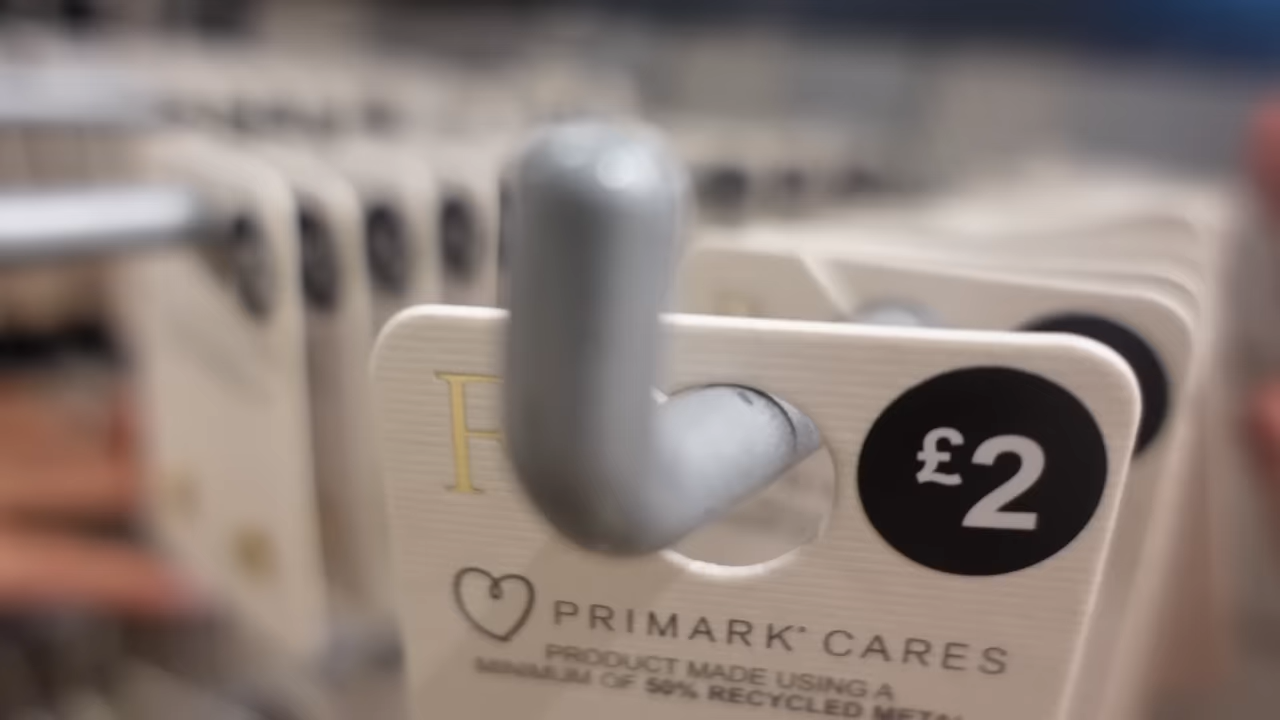 F
£2
PRIMARK® CARES
PRODUCT MADE USING A
MINIMUM OF 50% RECYCLED METAL